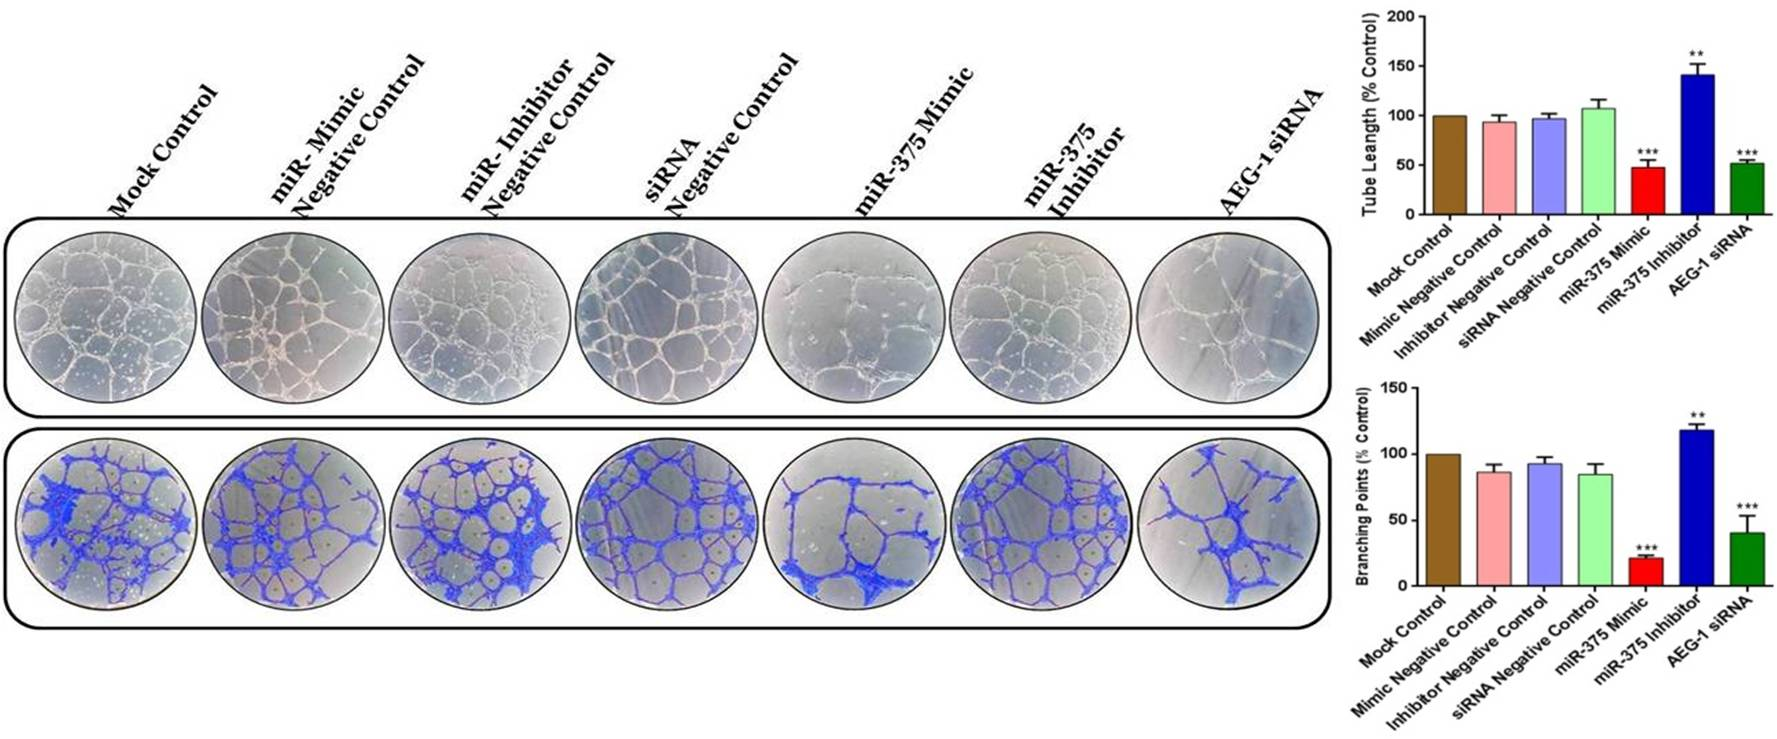 Mock Control
miR- Mimic
Negative Control
miR- Inhibitor
Negative Control
siRNA
Negative Control
miR-375 Mimic
miR-375
Inhibitor
AEG-1 siRNA
Tube Leangth (% Control)
200
150
100
50
0
**
***
***
Mock Control
Mimic Negative Control
Inhibitor Negative Control
siRNA Negative Control
miR-375 Mimic
miR-375 Inhibitor
AEG-1 siRNA
Branching Points (% Control)
150
100
50
0
**
***
***
Mock Control
Mimic Negative Control
Inhibitor Negative Control
siRNA Negative Control
miR-375 Mimic
miR-375 Inhibitor
AEG-1 siRNA